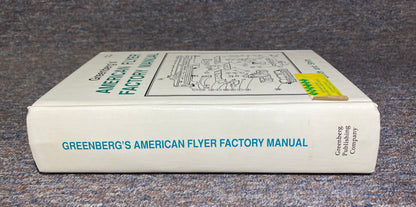 Greenberg's
AMERICAN FLYER
FACTORY MANUAL
GREENBERG'S AMERICAN FLYER FACTORY MANUAL
Greenberg
Publishing
Company